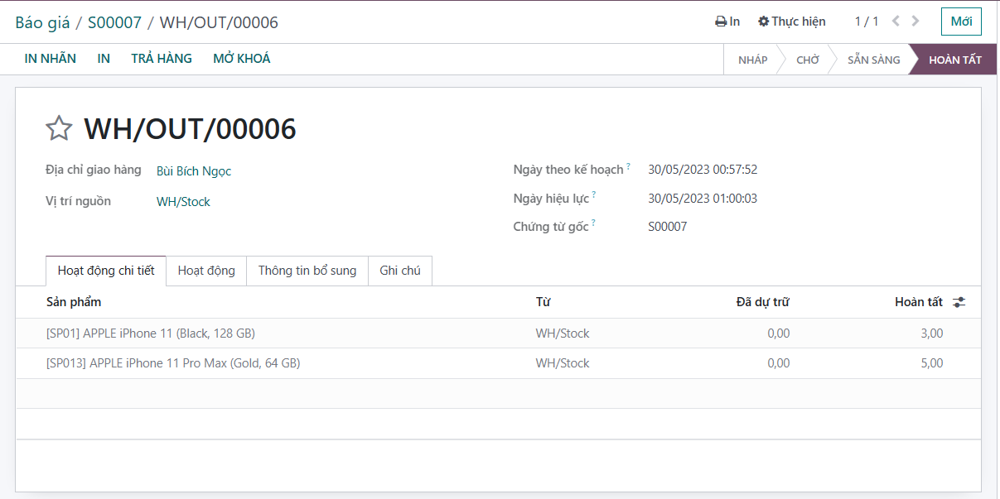 Báo giá / S00007 / WH/OUT/00006 In Thực hiện 1 / 1 Mới
IN NHÃN IN TRẢ HÀNG MỞ KHOÁ NHÁP CHỜ SẴN SÀNG HOÀN TẤT
WH/OUT/00006
Địa chỉ giao hàng Bùi Bích Ngọc Ngày theo kế hoạch ? 30/05/2023 00:57:52
Vị trí nguồn WH/Stock Ngày hiệu lực ? 30/05/2023 01:00:03
Chứng từ gốc ? S00007
Hoạt động chi tiết Hoạt động Thông tin bổ sung Ghi chú
Sản phẩm Từ Đã dự trữ Hoàn tất
[SP01] APPLE iPhone 11 (Black, 128 GB) WH/Stock 0,00 3,00
[SP013] APPLE iPhone 11 Pro Max (Gold, 64 GB) WH/Stock 0,00 5,00